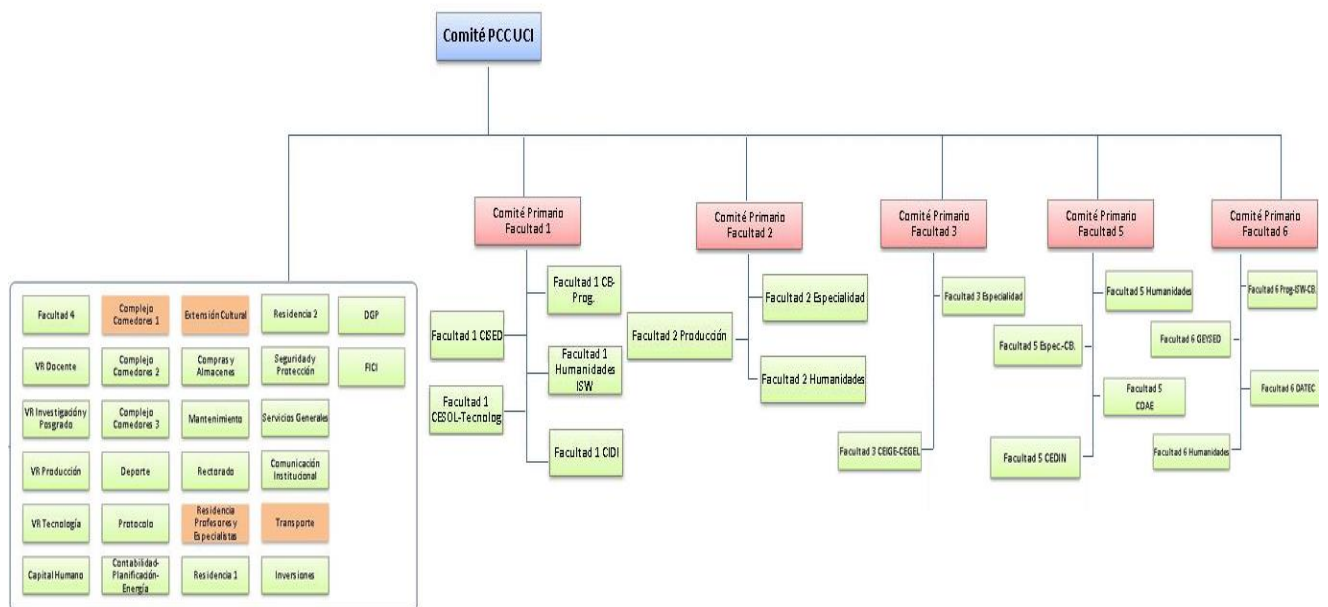 Comité PCC UCI
Comité Primario
Facultad 1
Comité Primario
Facultad 2
Comité Primario
Facultad 3
Comité Primario
Facultad 5
Comité Primario
Facultad 6
Facultad 4
Complejo
Comedores 1
Extensión Cultural
Residencia 2
DGP
VR Docente
Complejo
Comedores 2
Compras y
Almacenes
Seguridad y
Protección
FICI
VR Investigación y
Posgrado
Complejo
Comedores 3
Mantenimiento
Servicios Generales
VR Producción
Deporte
Rectorado
Comunicación
Institucional
VR Tecnología
Protocolo
Residencia
Profesores y
Especialistas
Transporte
Capital Humano
Contabilidad-
Planificación-
Energía
Residencia 1
Inversiones
Facultad 1 CB-
Prog.
Facultad 1 CISED
Facultad 1
Humanidades
ISW
Facultad 1
CESOL-Tecnolog
Facultad 1 CIDI
Facultad 2 Especialidad
Facultad 2 Producción
Facultad 2 Humanidades
Facultad 3 Especialidad
Facultad 3 CEIGE-CEGEL
Facultad 5 Humanidades
Facultad 5 Espec.-CB.
Facultad 5
CDAE
Facultad 5 CEDIN
Facultad 6 Prog-ISW-CB.
Facultad 6 GEYSED
Facultad 6 DATEC
Facultad 6 Humanidades